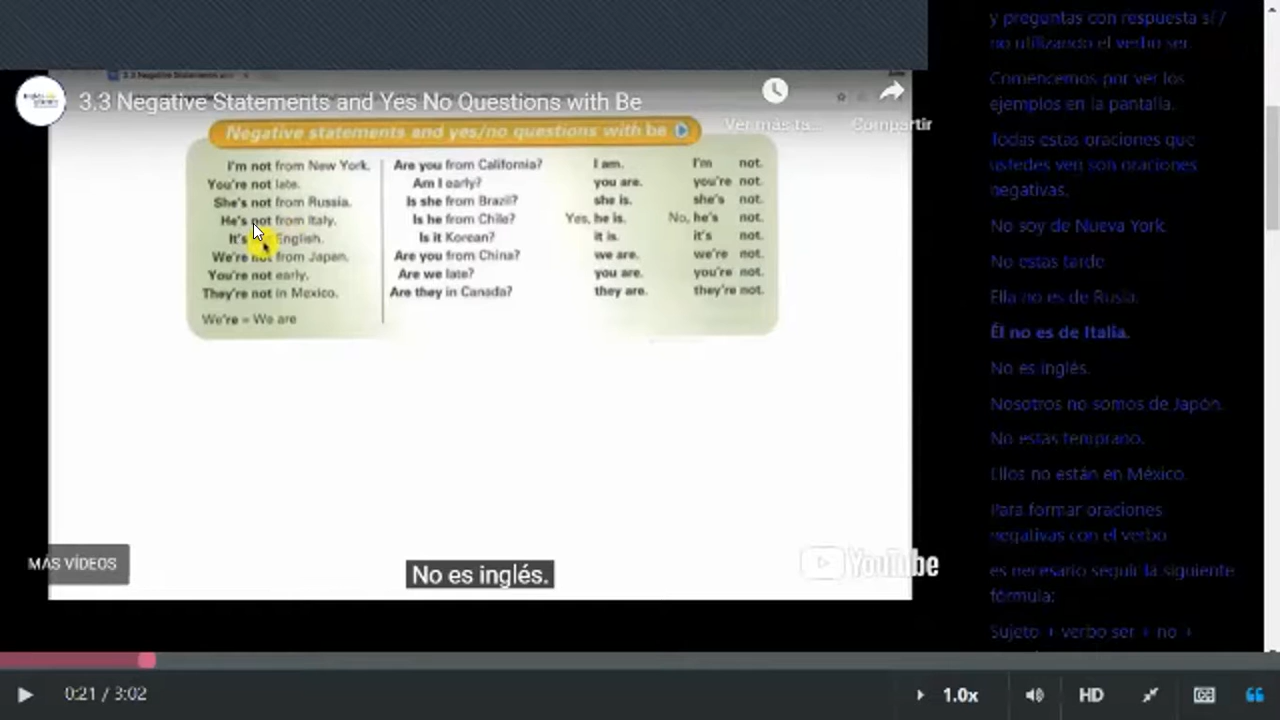 3.3 Negative Statements and Yes No Questions with Be
Ver más ta...
Compartir
Negative statements and yes/no questions with be
I'm not from New York.
You're not late.
She's not from Russia.
He's not from Italy.
It's English.
We're not from Japan.
You're not early.
They're not in Mexico.
We're = We are
Are you from California?
Am I early?
Is she from Brazil?
Is he from Chile?
Is it Korean?
Are you from China?
Are we late?
Are they in Canada?
I am.
you are.
she is.
Yes, he is.
it is.
we are.
you are.
they are.
I'm not.
you're not.
she's not.
No, he's not.
it's not.
we're not.
you're not.
they're not.
MÁS VÍDEOS
No es inglés.
YouTube
y preguntas con respuesta sí /
no utilizando el verbo ser.
Comencemos por ver los
ejemplos en la pantalla.
Todas estas oraciones que
ustedes ven son oraciones
negativas.
No soy de Nueva York.
No estas tarde
Ella no es de Rusia.
Él no es de Italia.
No es inglés.
Nosotros no somos de Japón.
No estas temprano.
Ellos no están en México.
Para formar oraciones
negativas con el verbo
es necesario seguir la siguiente
fórmula:
Sujeto + verbo ser + no +
0:21 / 3:02
1.0x
HD